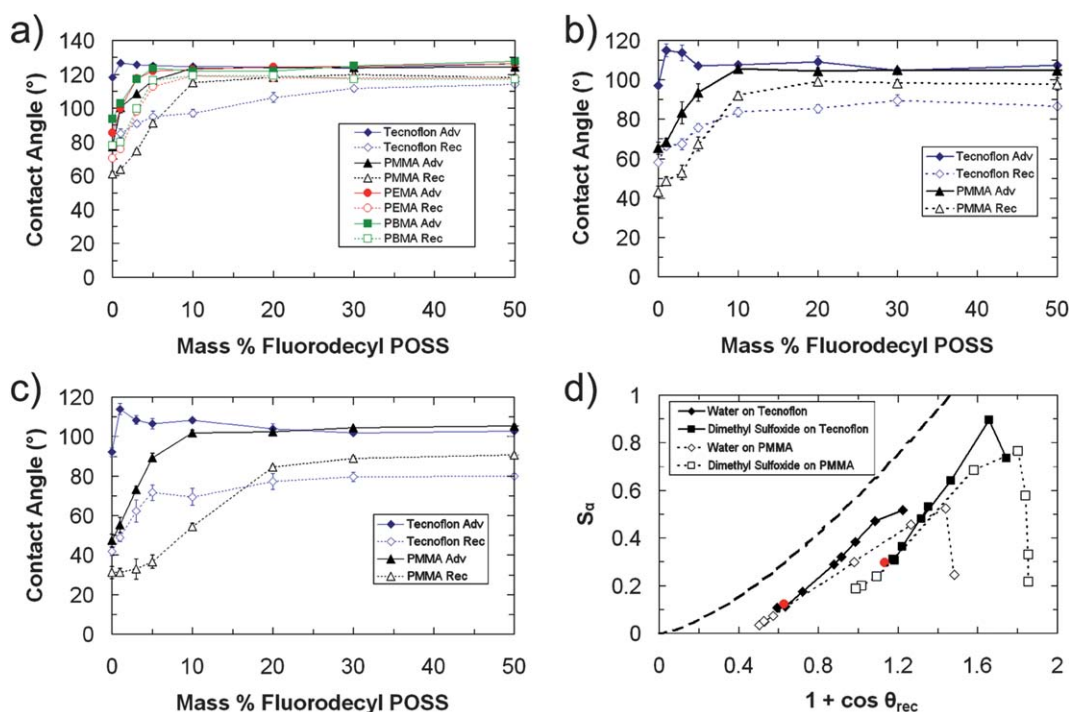 a)
140
120
100
80
60
40
20
0
Contact Angle (°)
0 10 20 30 40 50
Mass % Fluorodecyl POSS
Tecnoflon Adv
Tecnoflon Rec
PMMA Adv
PMMA Rec
PEMA Adv
PEMA Rec
PBMA Adv
PBMA Rec
b)
120
100
80
60
40
20
0
Contact Angle (°)
0 10 20 30 40 50
Mass % Fluorodecyl POSS
Tecnoflon Adv
Tecnoflon Rec
PMMA Adv
PMMA Rec
c)
120
100
80
60
40
20
0
Contact Angle (°)
0 10 20 30 40 50
Mass % Fluorodecyl POSS
Tecnoflon Adv
Tecnoflon Rec
PMMA Adv
PMMA Rec
d)
1
0.8
0.6
0.4
0.2
0
Sα
0 0.4 0.8 1.2 1.6 2
1 + cos θrec
Water on Tecnoflon
Dimethyl Sulfoxide on Tecnoflon
Water on PMMA
Dimethyl Sulfoxide on PMMA